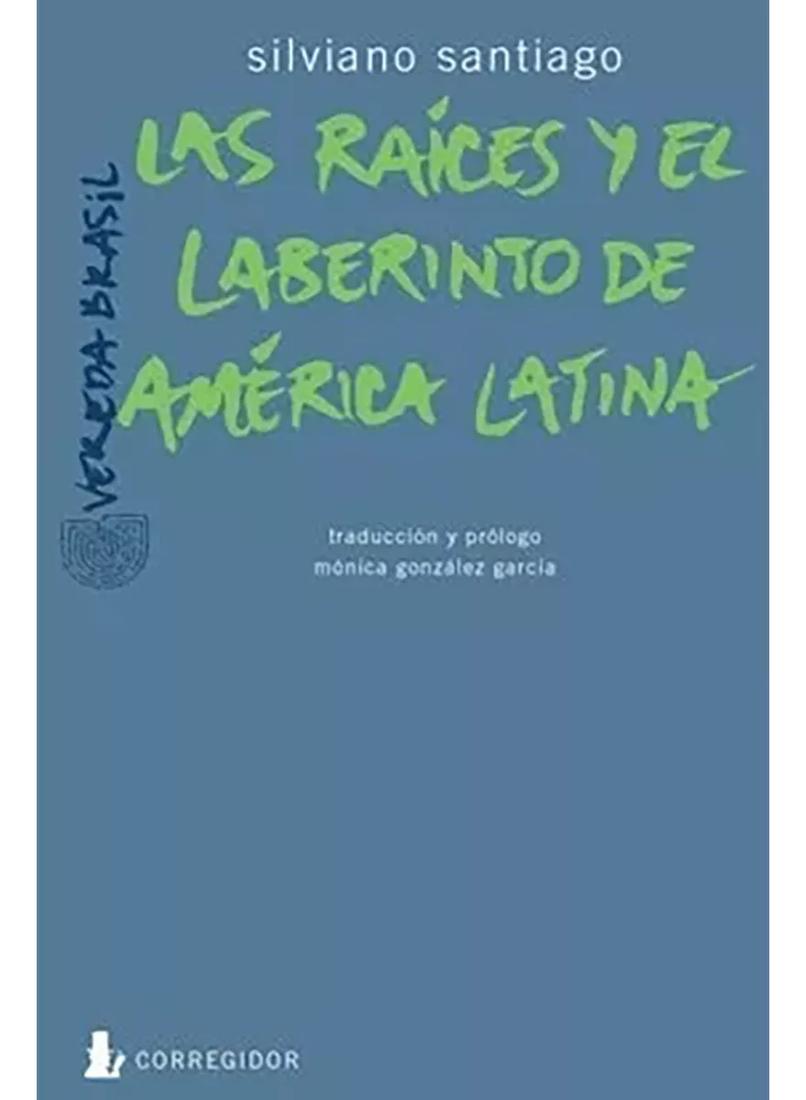 silviano santiago
LAS RAÍCES Y EL
LABERINTO DE
AMÉRICA LATINA
VEREDA BRASIL
traducción y prólogo
mónica gonzález garcía
CORREGIDOR